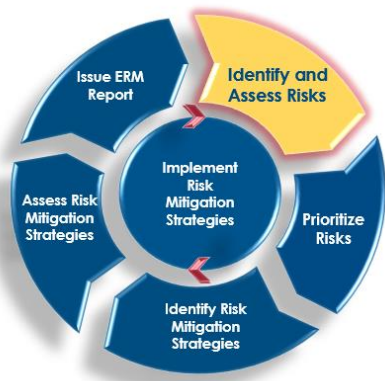 Issue ERM
Report
Identify and
Assess Risks
Implement
Risk
Mitigation
Strategies
Assess Risk
Mitigation
Strategies
Prioritize
Risks
Identify Risk
Mitigation
Strategies